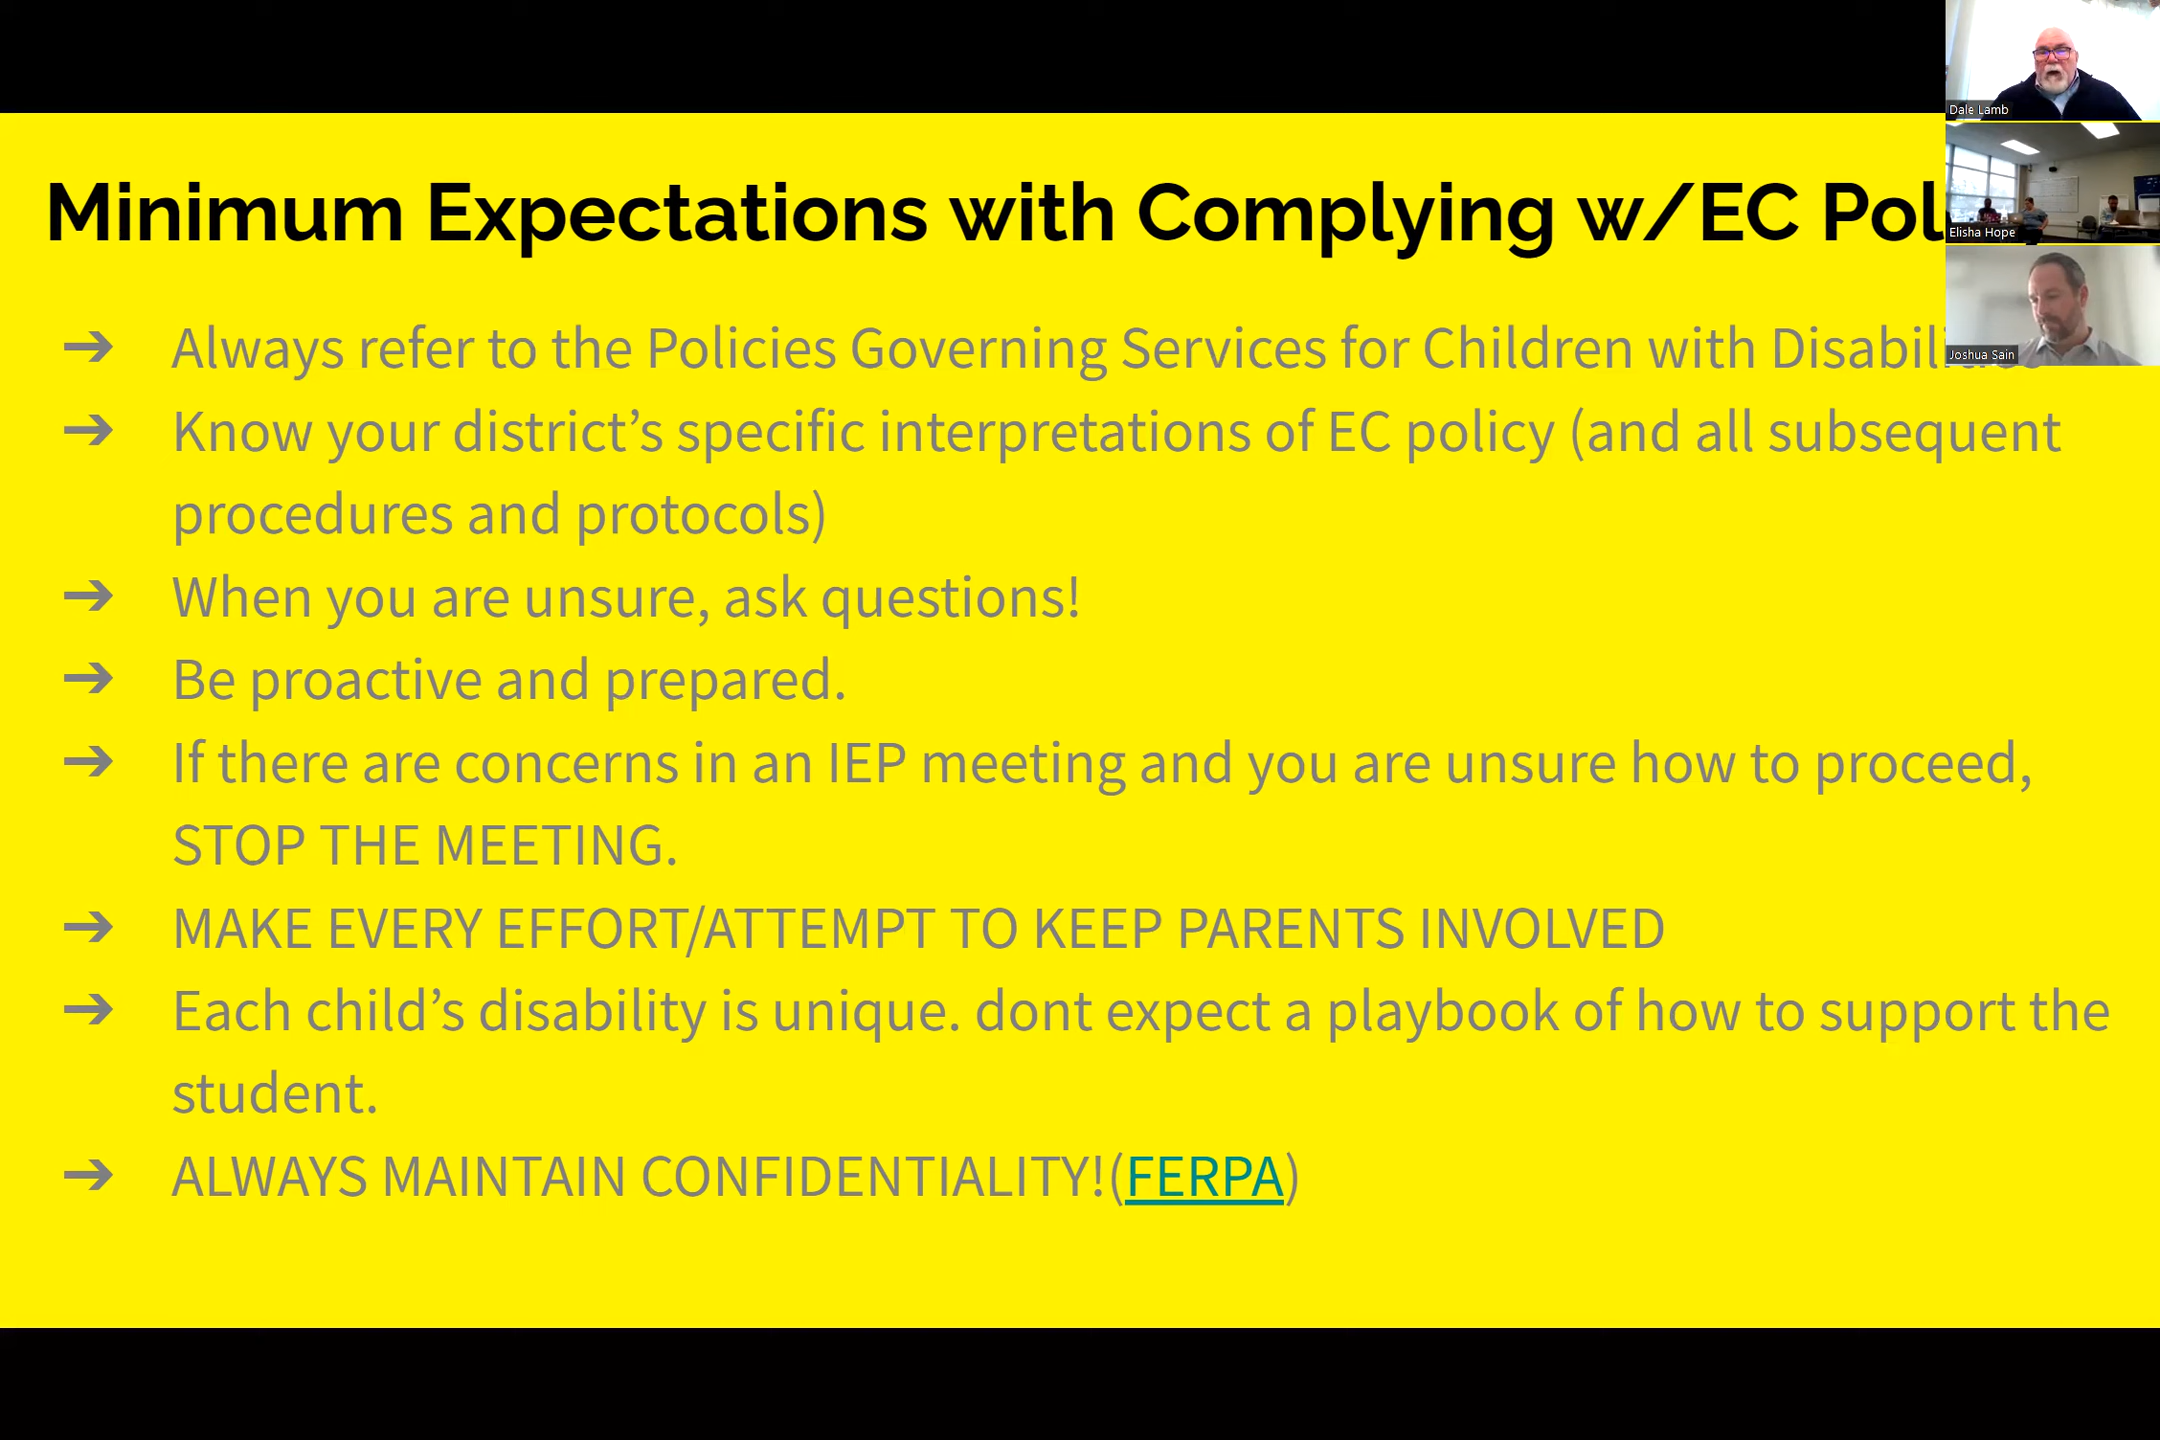 Minimum Expectations with Complying w/EC Pol
➔ Always refer to the Policies Governing Services for Children with
➔ Know your district’s specific interpretations of EC policy (and all subsequent
procedures and protocols)
➔ When you are unsure, ask questions!
➔ Be proactive and prepared.
➔ If there are concerns in an IEP meeting and you are unsure how to proceed,
STOP THE MEETING.
➔ MAKE EVERY EFFORT/ATTEMPT TO KEEP PARENTS INVOLVED
➔ Each child’s disability is unique. dont expect a playbook of how to support the
student.
➔ ALWAYS MAINTAIN CONFIDENTIALITY!(FERPA)
Dale Lamb
Elisha Hope
Joshua Sain